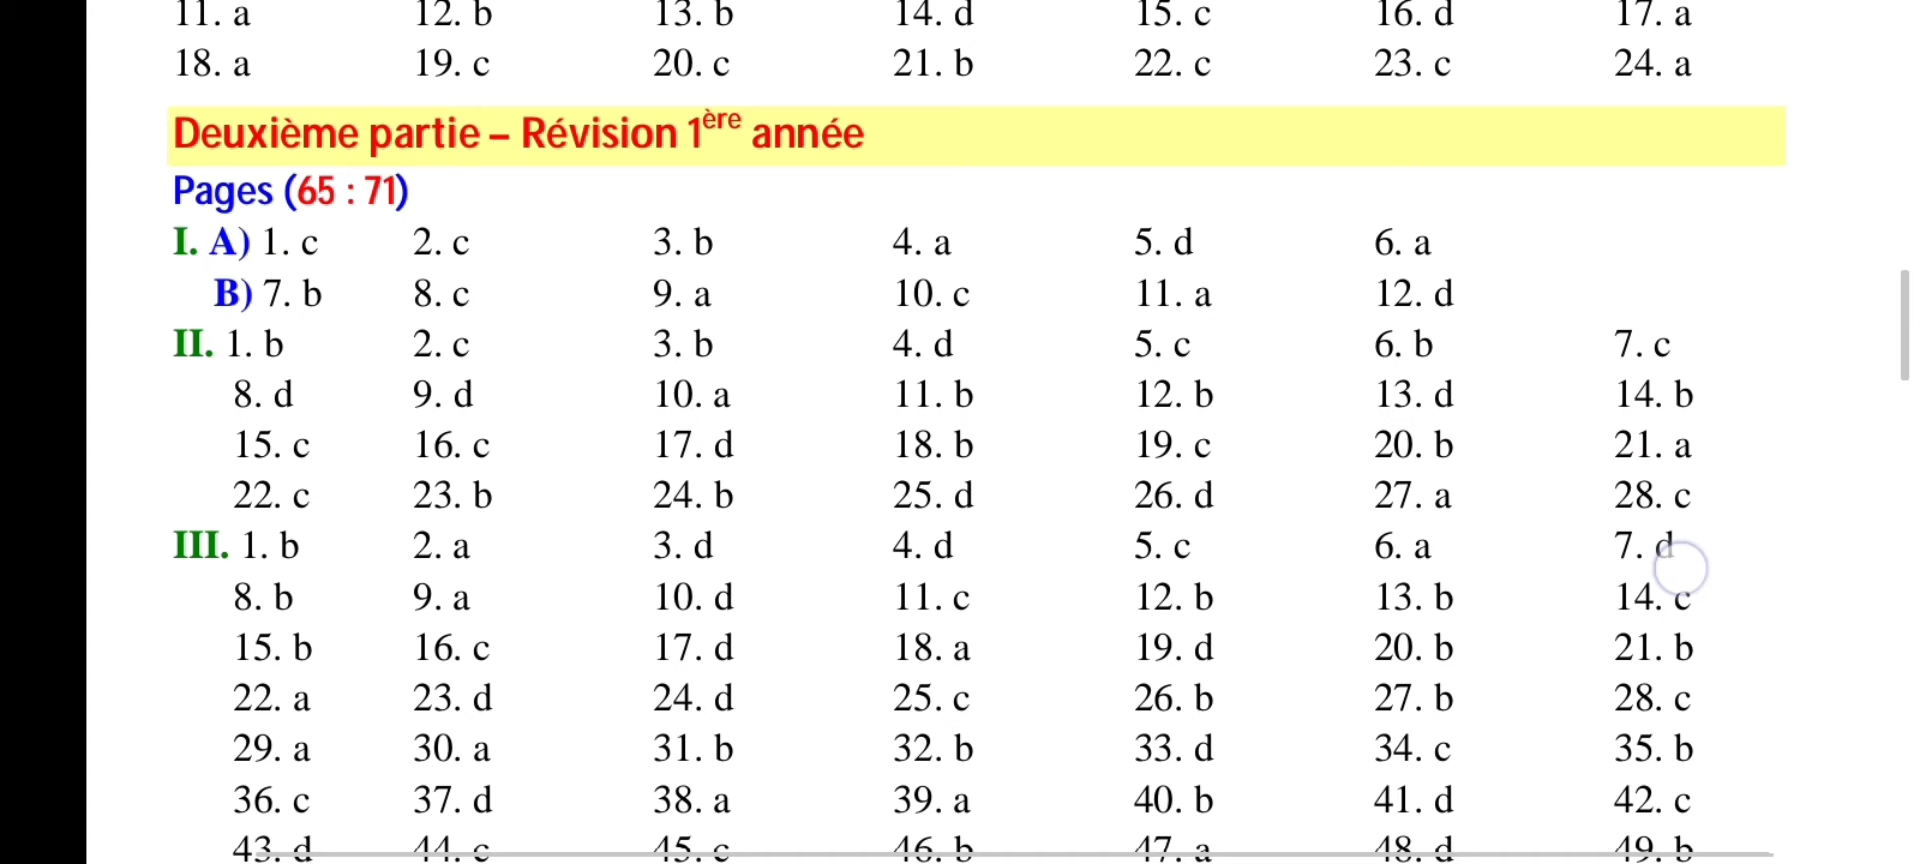 11. a 12. b 13. b 14. d 15. c 16. d 17. a
18. a 19. c 20. c 21. b 22. c 23. c 24. a
Deuxième partie – Révision 1ère année
Pages (65 : 71)
I. A) 1. c 2. c 3. b 4. a 5. d 6. a
B) 7. b 8. c 9. a 10. c 11. a 12. d
II. 1. b 2. c 3. b 4. d 5. c 6. b 7. c
8. d 9. d 10. a 11. b 12. b 13. d 14. b
15. c 16. c 17. d 18. b 19. c 20. b 21. a
22. c 23. b 24. b 25. d 26. d 27. a 28. c
III. 1. b 2. a 3. d 4. d 5. c 6. a 7. d
8. b 9. a 10. d 11. c 12. b 13. b 14. c
15. b 16. c 17. d 18. a 19. d 20. b 21. b
22. a 23. d 24. d 25. c 26. b 27. b 28. c
29. a 30. a 31. b 32. b 33. d 34. c 35. b
36. c 37. d 38. a 39. a 40. b 41. d 42. c
43. d 44. c 45. c 46. b 47. a 48. d 49. b